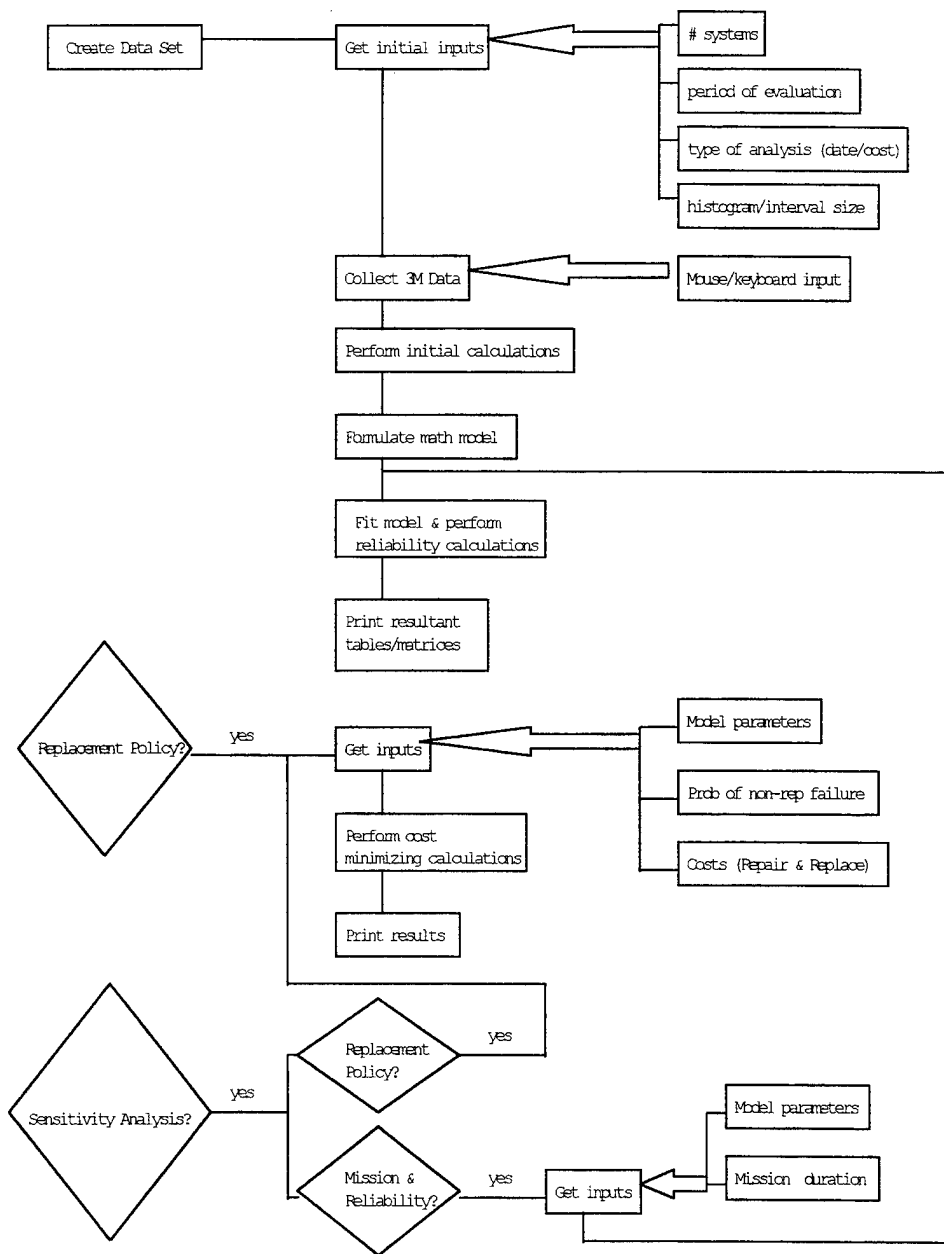 Create Data Set
Get initial inputs
# systems
period of evaluation
type of analysis (date/cost)
histogram/interval size
Collect 3M Data
Mouse/keyboard input
Perform initial calculations
Formulate math model
Fit model & perform
reliability calculations
Print resultant
tables/matrices
Replacement Policy?
yes
Get inputs
Model parameters
Prob of non-rep failure
Costs (Repair & Replace)
Perform cost
minimizing calculations
Print results
Sensitivity Analysis?
yes
Replacement
Policy?
yes
Mission &
Reliability?
yes
Get inputs
Model parameters
Mission duration